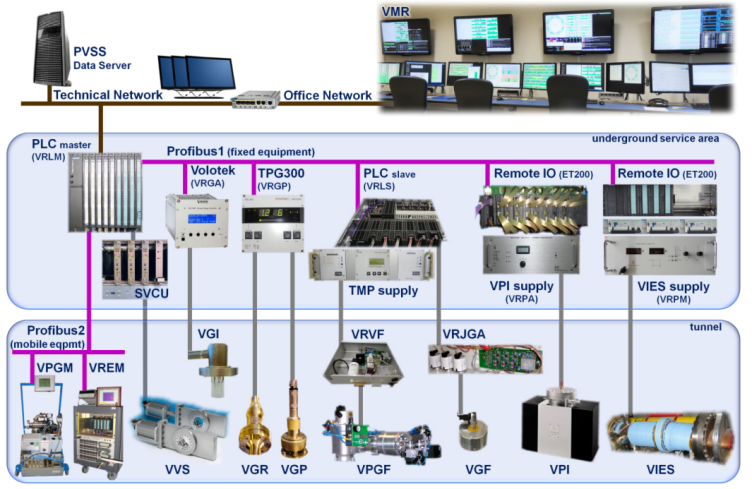 VMR
PVSS
Data Server
Technical Network
Office Network
underground service area
PLC master
(VRLM)
Profibus1 (fixed equipment)
Volotek
(VRGA)
TPG300
(VRGP)
PLC slave
(VRLS)
Remote IO (ET200)
Remote IO (ET200)
SVCU
TMP supply
VPI supply
(VRPA)
VIES supply
(VRPM)
Profibus2
(mobile eqpmt)
tunnel
VPGM
VREM
VGI
VRVF
VRJGA
VVS
VGR
VGP
VPGF
VGF
VPI
VIES